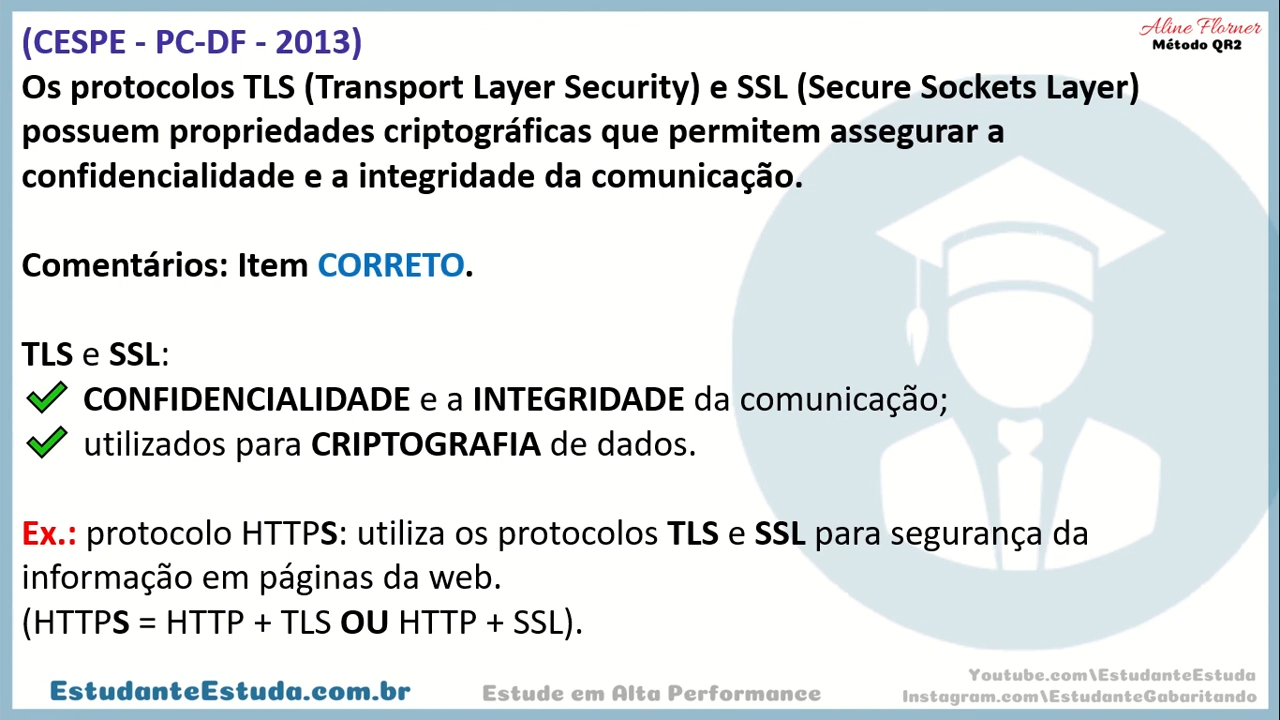 (CESPE - PC-DF - 2013)
Aline Florner
Método QR2
Os protocolos TLS (Transport Layer Security) e SSL (Secure Sockets Layer)
possuem propriedades criptográficas que permitem assegurar a
confidencialidade e a integridade da comunicação.
Comentários: Item CORRETO.
TLS e SSL:
CONFIDENCIALIDADE e a INTEGRIDADE da comunicação;
utilizados para CRIPTOGRAFIA de dados.
Ex.: protocolo HTTPS: utiliza os protocolos TLS e SSL para segurança da
informação em páginas da web.
(HTTPS = HTTP + TLS OU HTTP + SSL).
EstudanteEstuda.com.br
Estude em Alta Performance
Youtube.com\EstudanteEstuda
Instagram.com\EstudanteGabaritando